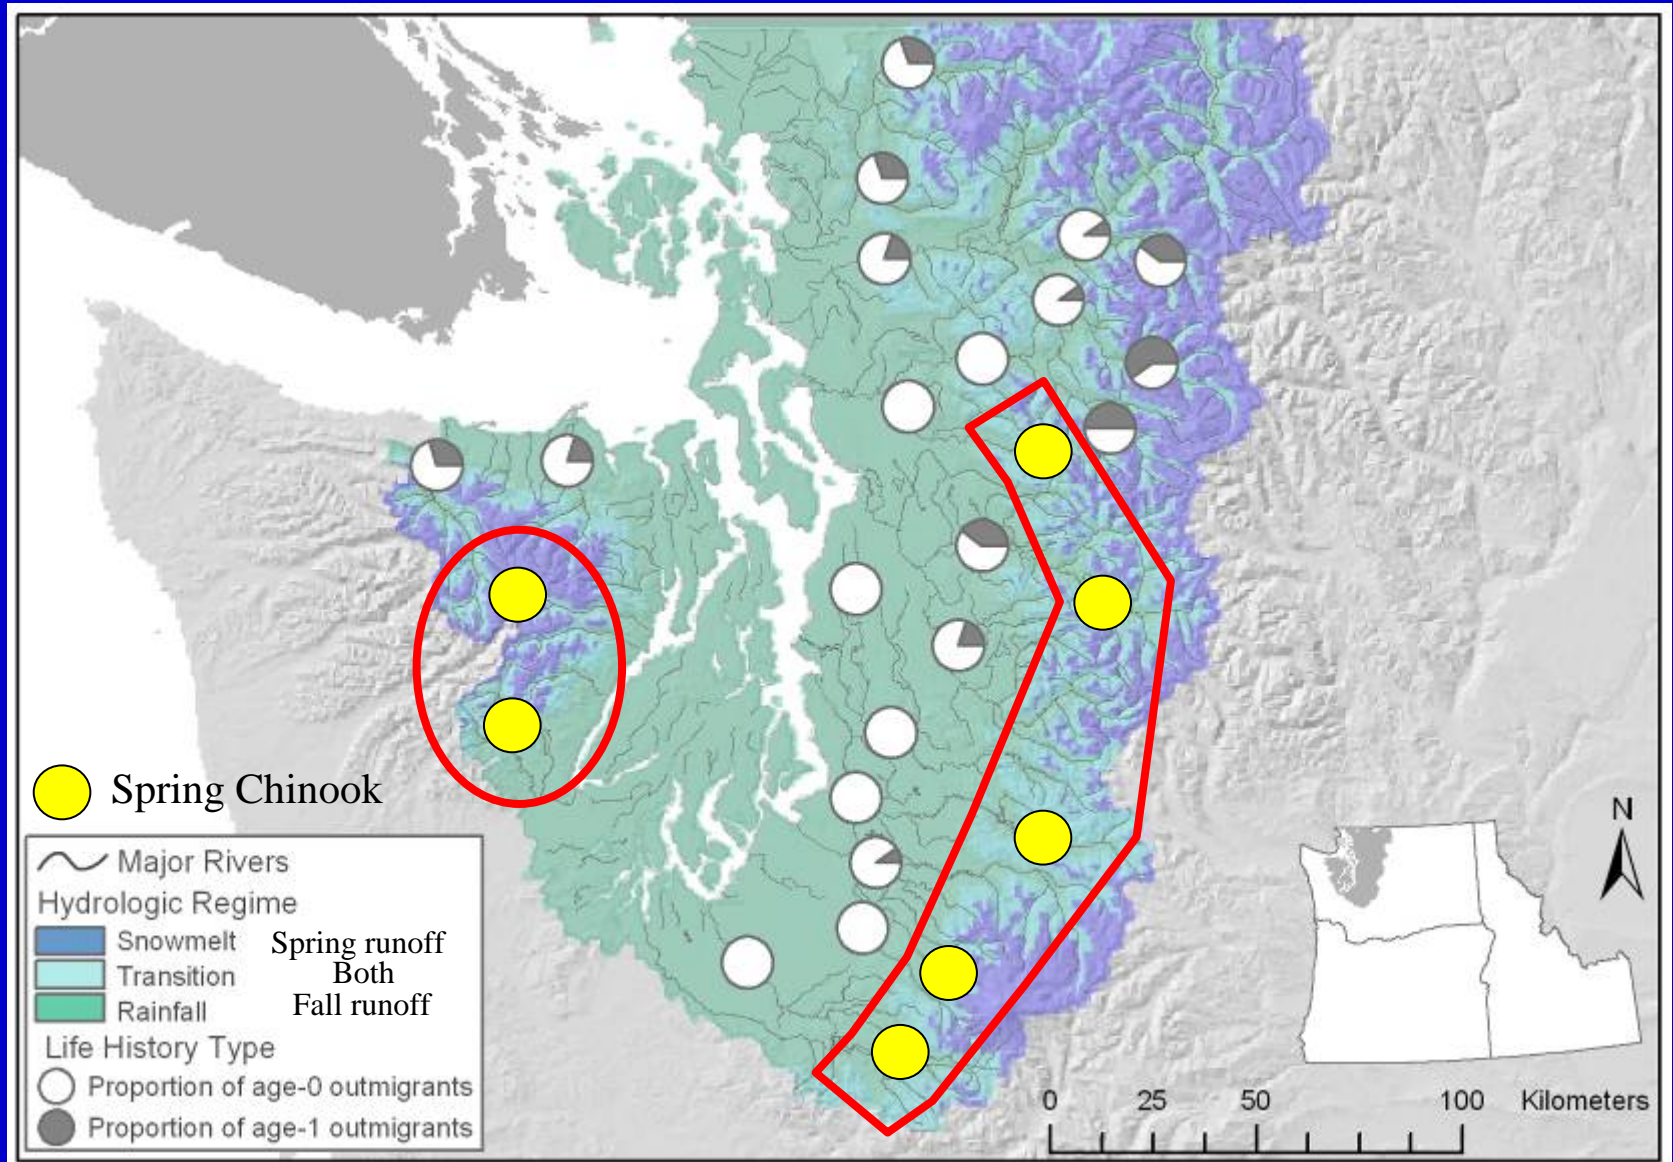 Spring Chinook
Major Rivers
Hydrologic Regime
Snowmelt Spring runoff
Transition Both
Rainfall Fall runoff
Life History Type
Proportion of age-0 outmigrants
Proportion of age-1 outmigrants
N
0 25 50 100 Kilometers